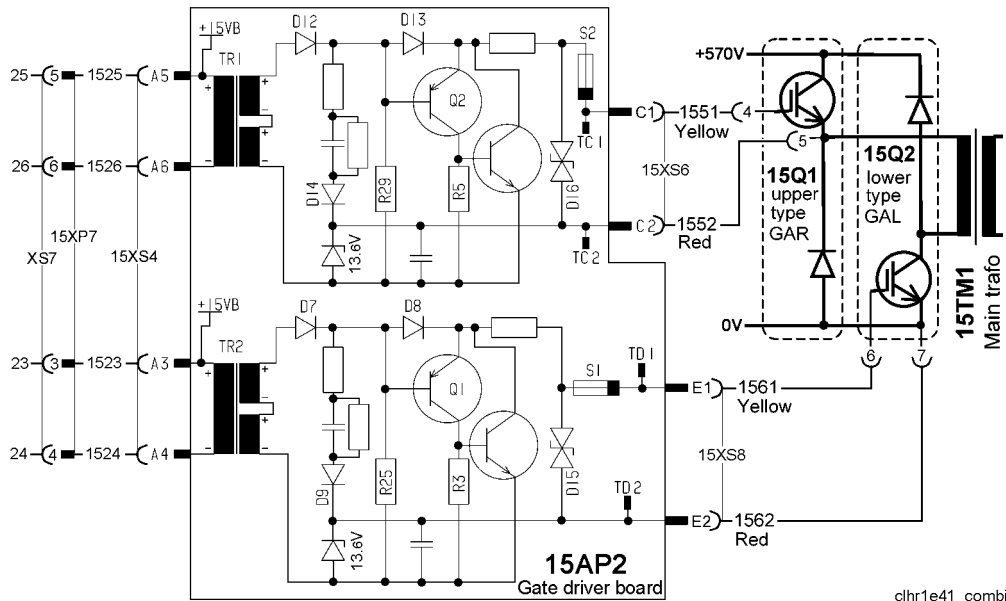 +15VB
TR1
D12
D13
S2
25
5
1525
A5
26
6
1526
A6
Q2
D14
R29
R5
D16
13.6V
TC1
TC2
C1
1551
Yellow
4
5
15XS6
C2
1552
Red
+570V
15Q1
upper
type
GAR
15Q2
lower
type
GAL
0V
15TM1
Main trafo
XS7
15XP7
15XS4
+15VB
TR2
D7
D8
S1
23
3
1523
A3
24
4
1524
A4
Q1
D9
R25
R3
D15
13.6V
TD1
TD2
E1
1561
Yellow
6
7
15XS8
E2
1562
Red
15AP2
Gate driver board
clhr1e41_combi
+
−
+
−
+
−
+
−
+
−
+
−